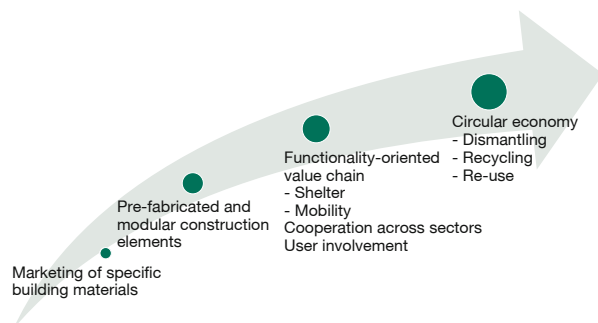 Marketing of specific
building materials
Pre-fabricated and
modular construction
elements
Functionality-oriented
value chain
- Shelter
- Mobility
Cooperation across sectors
User involvement
Circular economy
- Dismantling
- Recycling
- Re-use